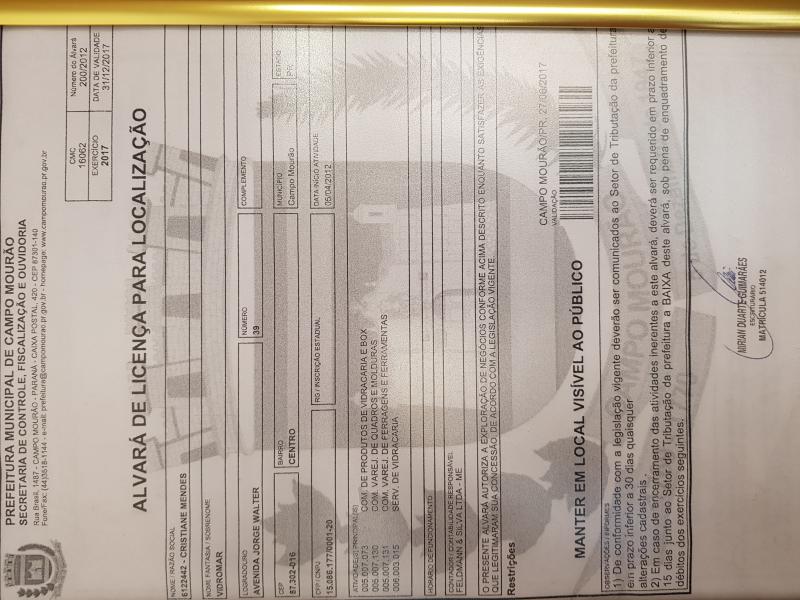 PREFEITURA MUNICIPAL DE CAMPO MOURÃO
SECRETARIA DE CONTROLE, FISCALIZAÇÃO E OUVIDORIA
Rua Brasil, 1487 - CAMPO MOURÃO - PARANÁ - CAIXA POSTAL, 420 - CEP 87301-140
Fone/Fax: (44)3518-1144 - e-mail: prefeitura@campomourao.pr.gov.br - homepage: www.campomourao.pr.gov.br
CMC
16062
Número do Alvará
200/2012
EXERCÍCIO
2017
DATA DE VALIDADE
31/12/2017
ALVARÁ DE LICENÇA PARA LOCALIZAÇÃO
NOME / RAZÃO SOCIAL
6122442 - CRISTIANE MENDES
NOME FANTASIA / SOBRENOME
VIDROMAR
LOGRADOURO
AVENIDA JORGE WALTER
NÚMERO
39
COMPLEMENTO
CEP
87.302-016
BAIRRO
CENTRO
MUNICÍPIO
Campo Mourão
ESTADO
PR
CPF / CNPJ
15.086.177/0001-20
RG / INSCRIÇÃO ESTADUAL
DATA INÍCIO ATIVIDADE
05/04/2012
ATIVIDADE(S) PRINCIPAL(IS)
005.007.073 COM. DE PRODUTOS DE VIDRAÇARIA E BOX
005.007.130 COM. VAREJ. DE QUADROS E MOLDURAS
005.007.131 COM. VAREJ. DE FERRAGENS E FERRAMENTAS
006.003.015 SERV. DE VIDRACARIA
HORÁRIO DE FUNCIONAMENTO
CONTADOR/CONTABILIDADE RESPONSÁVEL
FELDMANN & SILVA LTDA - ME
O PRESENTE ALVARÁ AUTORIZA A EXPLORAÇÃO DE NEGÓCIOS CONFORME ACIMA DESCRITO ENQUANTO SATISFAZER AS EXIGÊNCIAS
QUE LEGITIMARAM SUA CONCESSÃO, DE ACORDO COM A LEGISLAÇÃO VIGENTE.
Restrições
CAMPO MOURÃO/PR, 27/06/2017
VALIDAÇÃO
MANTER EM LOCAL VISÍVEL AO PÚBLICO
OBSERVAÇÕES / INFORMES
1) De conformidade com a legislação vigente deverão ser comunicados ao Setor de Tributação da prefeitura
em prazo inferior a 30 dias quaisquer
alterações cadastrais .
2) Em caso de encerramento das atividades inerentes a este alvará, deverá ser requerido em prazo inferior a
15 dias junto ao Setor de Tributação da prefeitura a BAIXA deste alvará, sob pena de enquadramento de
débitos dos exercícios seguintes.
MIRIAN DUARTE GUIMARÃES
ESCRITURÁRIO
MATRÍCULA 514012